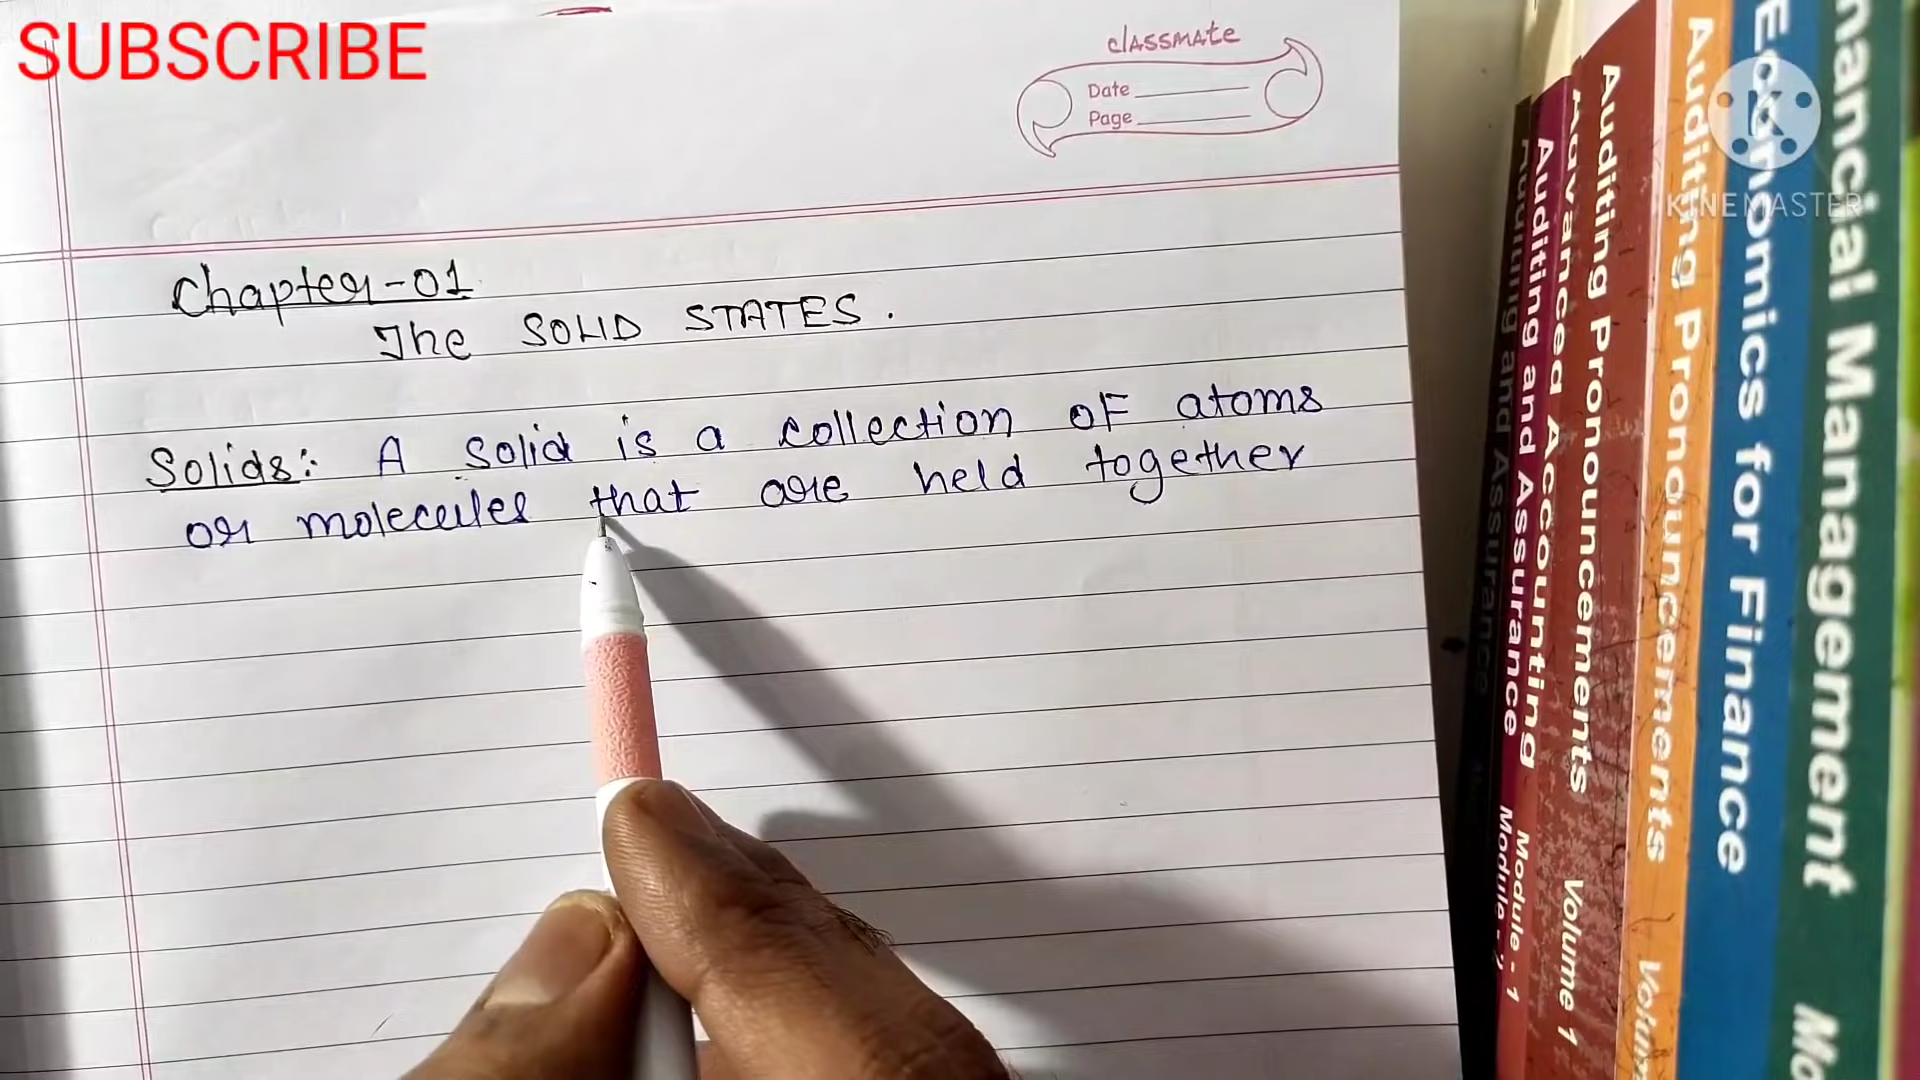 SUBSCRIBE
classmate
Date
Page
Chapter-01
The SOLID STATES.
Solids:- A solid is a collection of atoms
or molecules that are held together
Auditing and Assurance
Auditing and Assurance Module - 1
Advanced Accounting Module - 1
Auditing Pronouncements Volume 1
Auditing Pronouncements
Economics for Finance
Financial Management
KINEMASTER